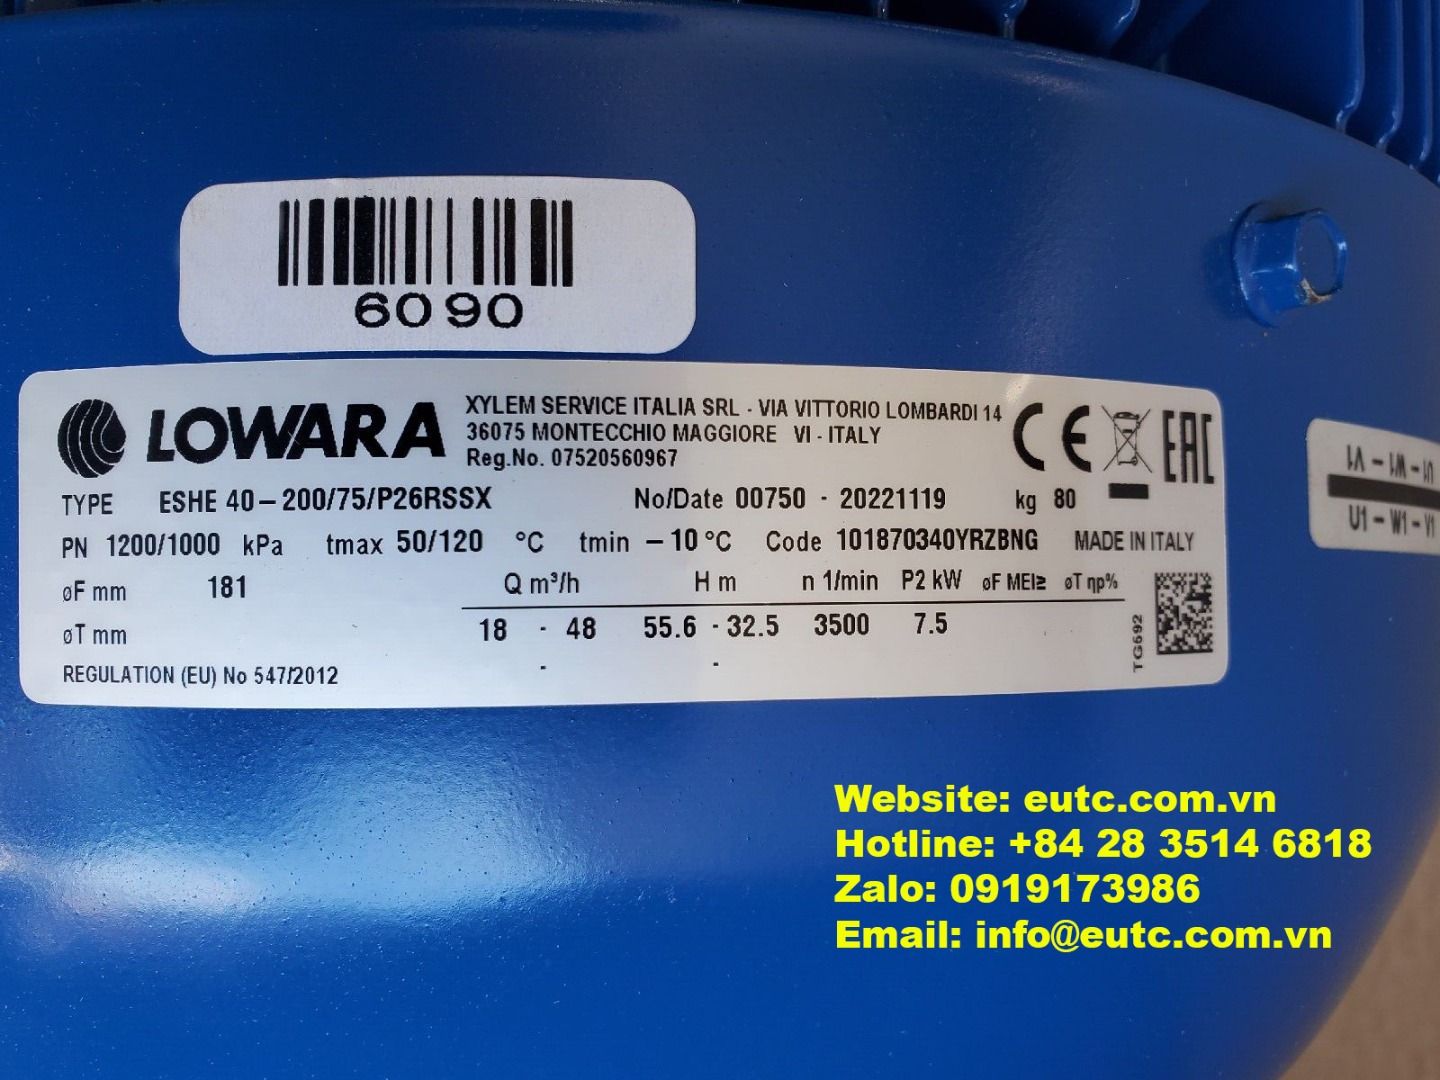 6090
LOWARA
XYLEM SERVICE ITALIA SRL - VIA VITTORIO LOMBARDI 14
36075 MONTECCHIO MAGGIORE VI - ITALY
Reg.No. 07520560967
CE
EAC
TYPE ESHE 40-200/75/P26RSSX No/Date 00750 - 20221119 kg 80
PN 1200/1000 kPa tmax 50/120 °C tmin -10 °C Code 101870340YRZBNG MADE IN ITALY
øF mm 181 Q m³/h H m n 1/min P2 kW øF MEI≥ øT ηp%
øT mm 18 - 48 55.6 - 32.5 3500 7.5
- -
REGULATION (EU) No 547/2012
TG592
U1 - W1 - V1
U1 - W1 - V1
Website: eutc.com.vn
Hotline: +84 28 3514 6818
Zalo: 0919173986
Email: info@eutc.com.vn